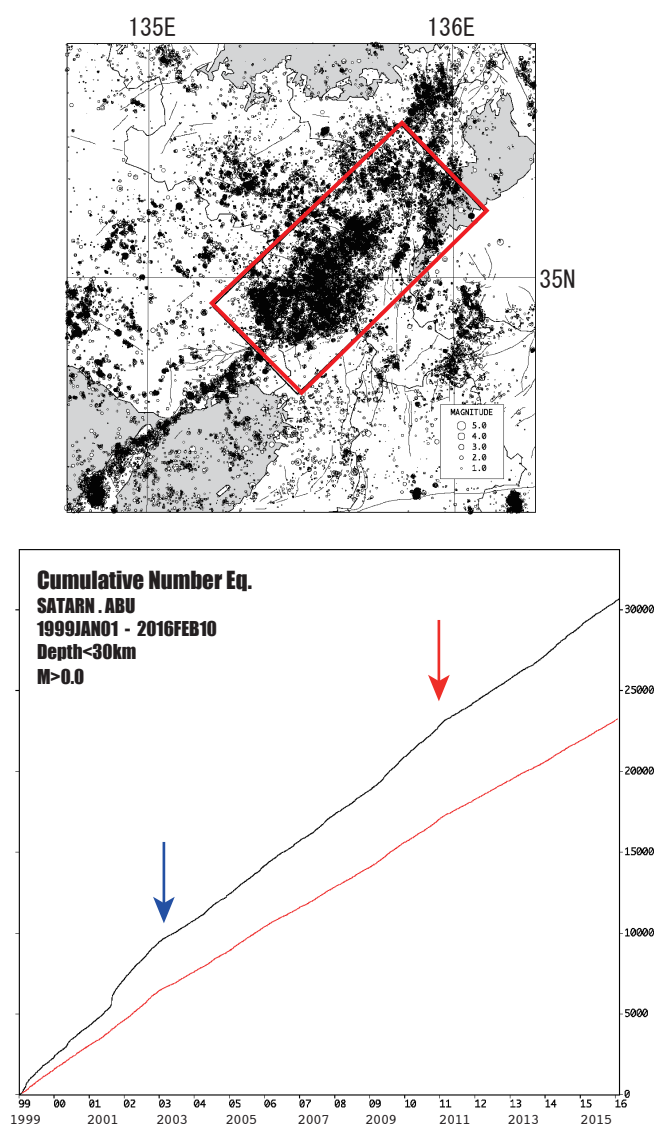 135E 136E
35N
MAGNITUDE
5.0
4.0
3.0
2.0
1.0
Cumulative Number Eq.
SATARN . ABU
1999JAN01 - 2016FEB10
Depth<30km
M>0.0
30000
25000
20000
15000
10000
5000
0
99 00 01 02 03 04 05 06 07 08 09 10 11 12 13 14 15 16
1999 2001 2003 2005 2007 2009 2011 2013 2015